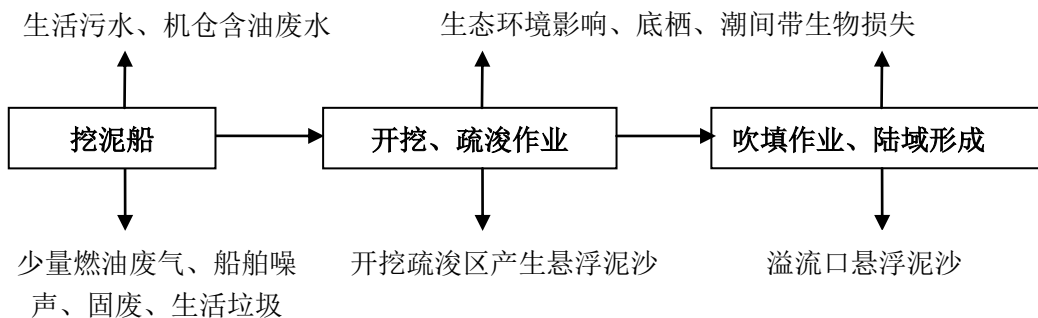 生活污水、机仓含油废水
生态环境影响、底栖、潮间带生物损失
挖泥船
开挖、疏浚作业
吹填作业、陆域形成
少量燃油废气、船舶噪
声、固废、生活垃圾
开挖疏浚区产生悬浮泥沙
溢流口悬浮泥沙